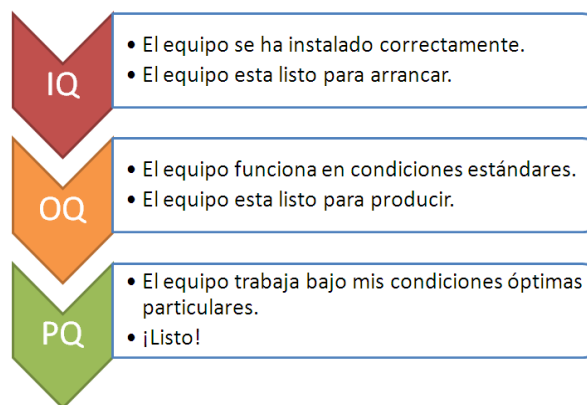 IQ
• El equipo se ha instalado correctamente.
• El equipo esta listo para arrancar.
OQ
• El equipo funciona en condiciones estándares.
• El equipo esta listo para producir.
PQ
• El equipo trabaja bajo mis condiciones óptimas
particulares.
• ¡Listo!